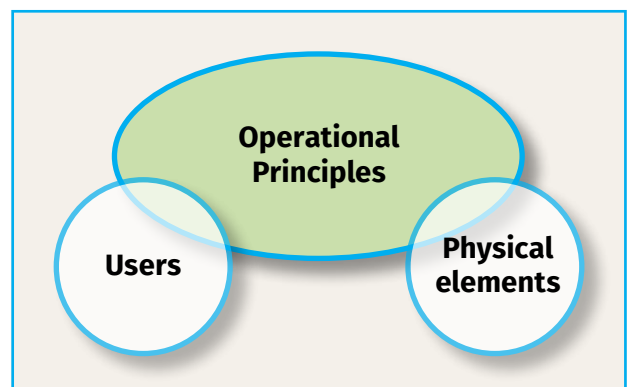 Operational
Principles
Users
Physical
elements